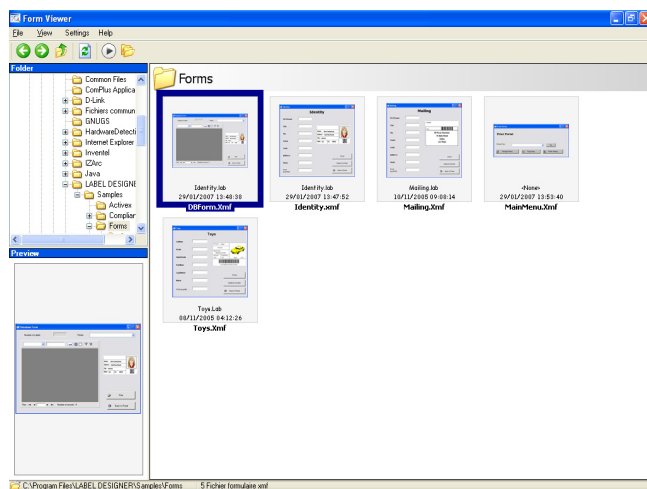 Form Viewer
File View Settings Help
Folder
Common Files
ComPlus Applica
D-Link
Fichiers commun
GNUGS
HardwareDetecti
Internet Explorer
Inventel
IZArc
Java
LABEL DESIGNE
Samples
Activex
Complian
Forms
Preview
Forms
Identity.lab
29/01/2007 13:48:38
DBForm.Xmf
Identity
Identity.lab
29/01/2007 13:47:52
Identity.xmf
Mailing
Mailing.lab
10/11/2005 09:00:14
Mailing.Xmf
<None>
29/01/2007 13:53:40
MainMenu.Xmf
Toys
Toys.Lab
08/11/2005 04:12:26
Toys.Xmf
C:\Program Files\LABEL DESIGNER\Samples\Forms 5 Fichier formulaire xmf